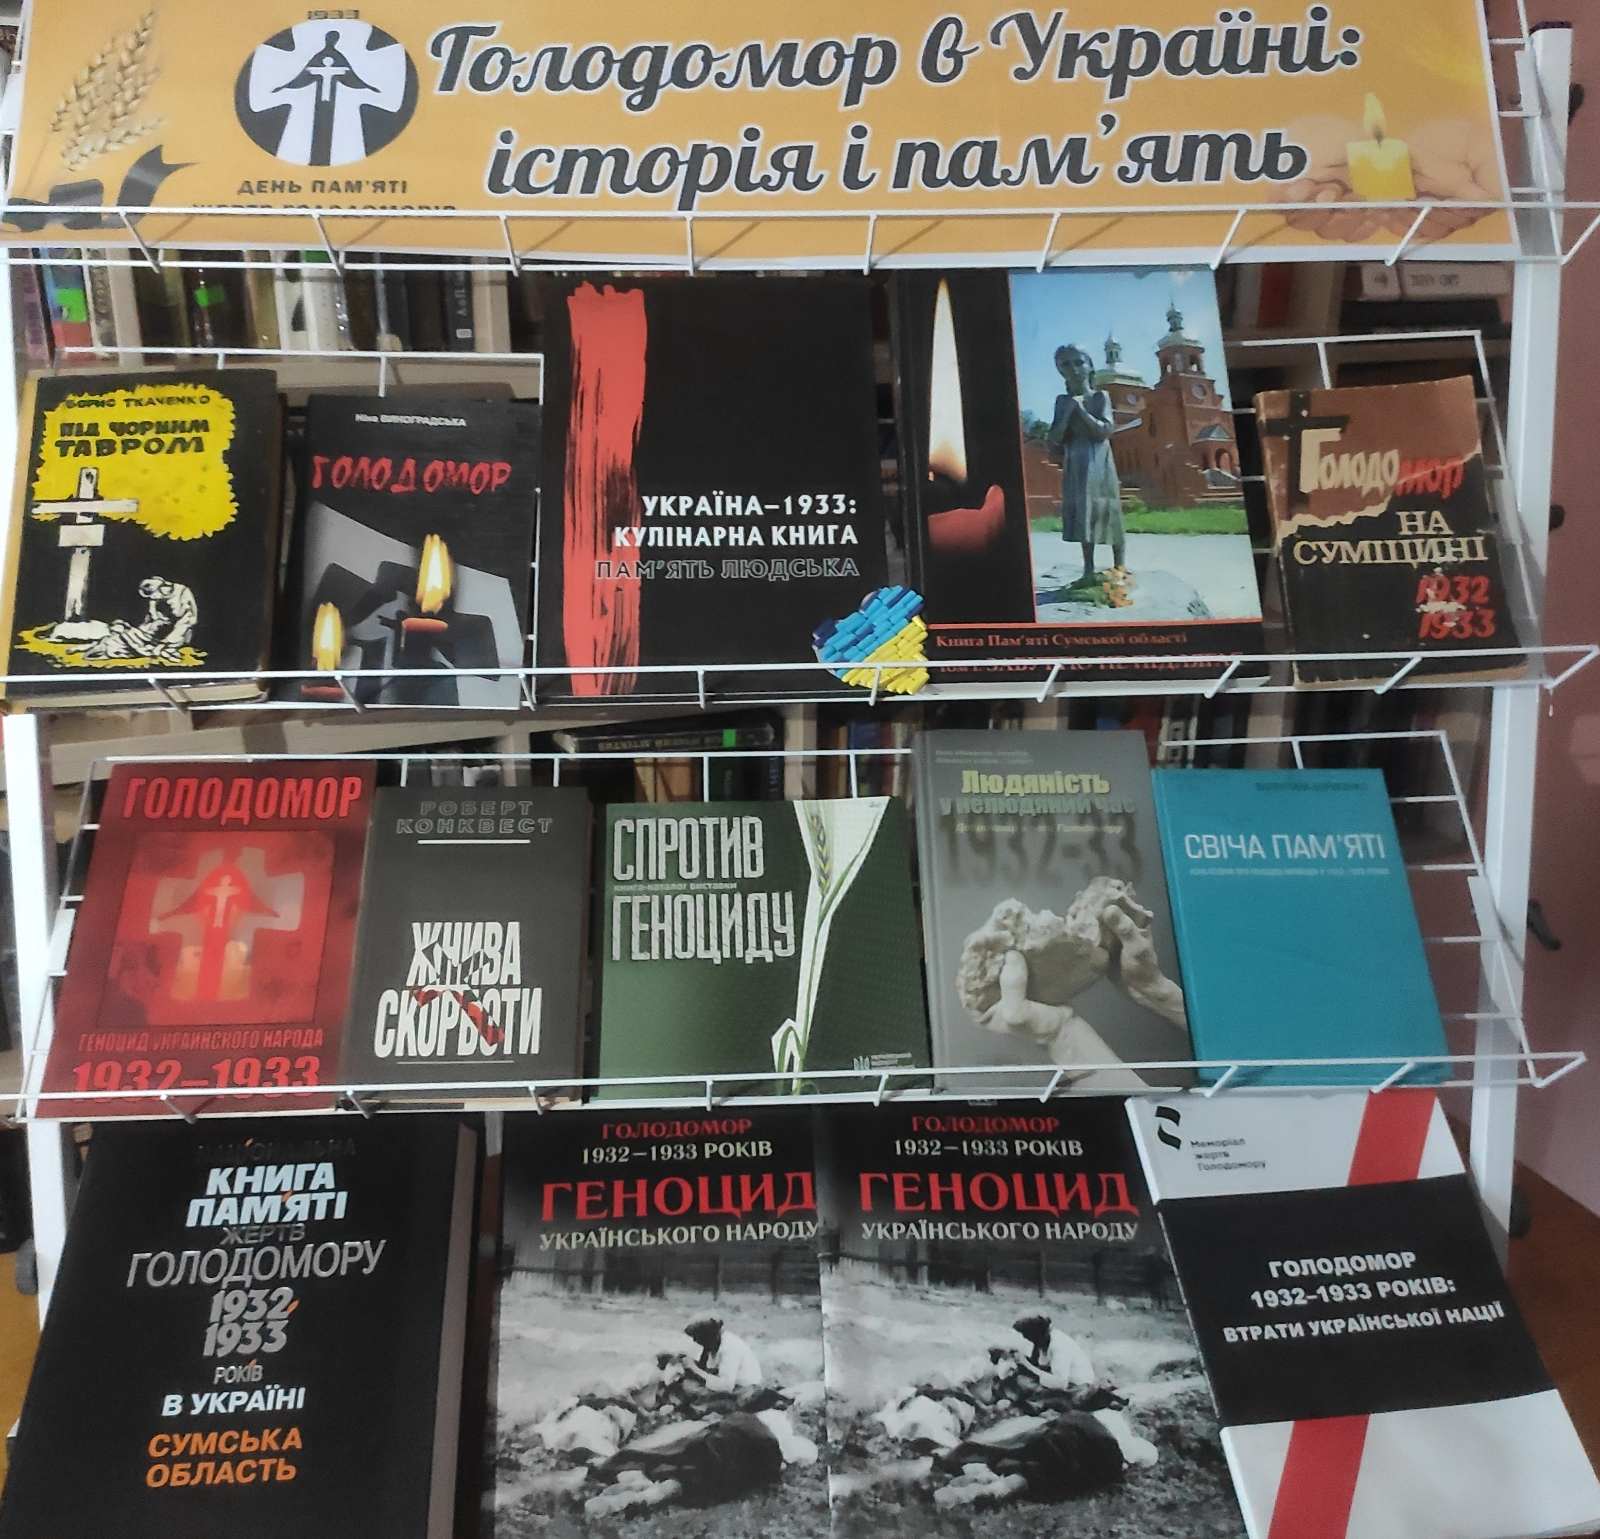 1933
Голодомор в Україні:
історія і пам'ять
ДЕНЬ ПАМ'ЯТІ
ЖЕРТВ ГОЛОДОМОРІВ
БОРИС ТКАЧЕНКО
ПІД ЧОРНИМ
ТАВРОМ
Ніна ВИНОГРАДСЬКА
ГОЛОДОМОР
УКРАЇНА–1933:
КУЛІНАРНА КНИГА
ПАМ'ЯТЬ ЛЮДСЬКА
Книга Пам'яті Сумської області
ГОЛОДОМОР
НА
СУМЩИНІ
1932
1933
ГОЛОДОМОР
ГЕНОЦИД УКРАИНСКОГО НАРОДА
1932–1933
РОБЕРТ
КОНКВЕСТ
ЖНИВА
СКОРБОТИ
СПРОТИВ
книга-каталог виставки
ГЕНОЦИДУ
Людяність
у нелюдяний час
1932-33
СВІЧА ПАМ'ЯТІ
НАЦІОНАЛЬНА
КНИГА
ПАМ'ЯТІ
ЖЕРТВ
ГОЛОДОМОРУ
1932
1933
РОКІВ
В УКРАЇНІ
СУМСЬКА
ОБЛАСТЬ
ГОЛОДОМОР
1932–1933 РОКІВ
ГЕНОЦИД
УКРАЇНСЬКОГО НАРОДУ
ГОЛОДОМОР
1932–1933 РОКІВ
ГЕНОЦИД
УКРАЇНСЬКОГО НАРОДУ
Меморіал
жертв
Голодомору
ГОЛОДОМОР
1932–1933 РОКІВ:
ВТРАТИ УКРАЇНСЬКОЇ НАЦІЇ